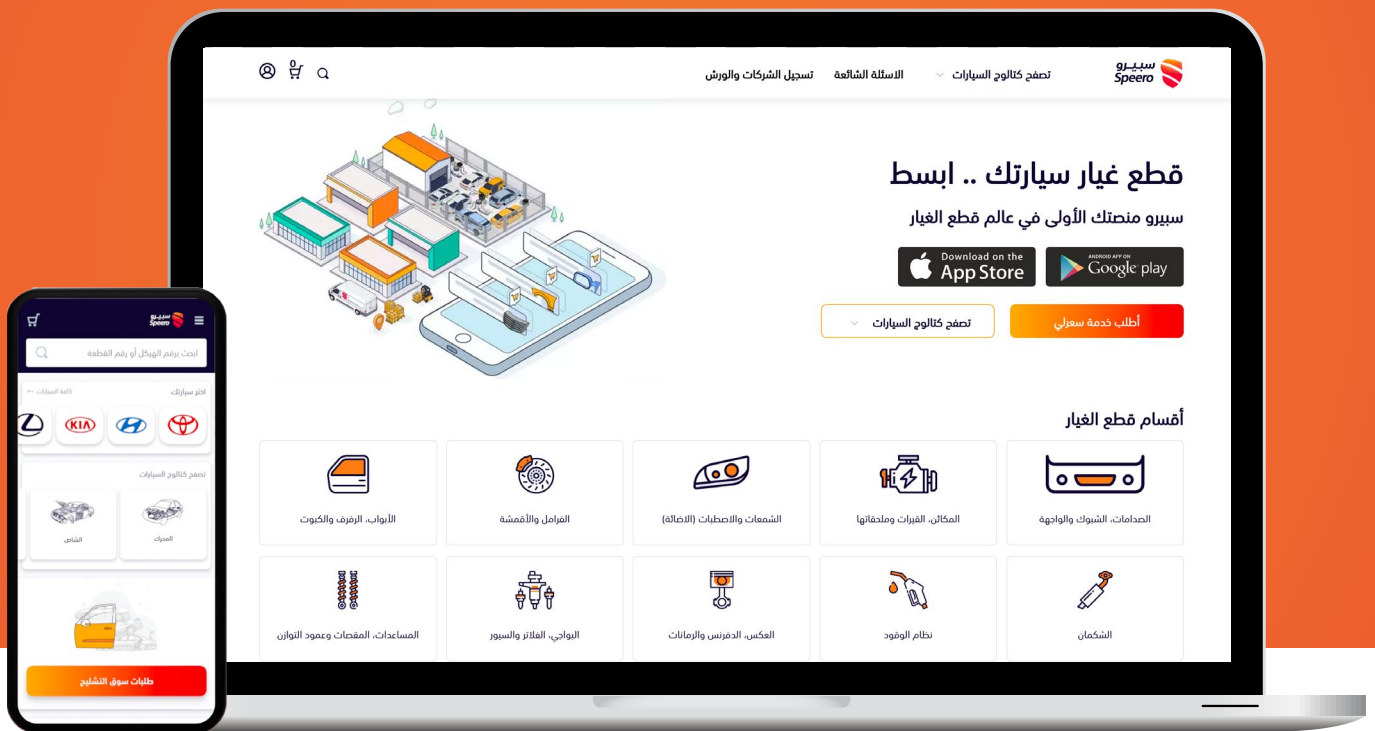 سبيرو
Speero
تصفح كتالوج السيارات
الاسئلة الشائعة
تسجيل الشركات والورش
0
قطع غيار سيارتك .. ابسط
سبيرو منصتك الأولى في عالم قطع الغيار
ANDROID APP ON
Google play
Download on the
App Store
أطلب خدمة سعرلي
تصفح كتالوج السيارات
أقسام قطع الغيار
الصدامات، الشبوك والواجهة
المكائن، القيرات وملحقاتها
الشمعات والاصطبات (الاضائة)
الفرامل والأقمشة
الأبواب، الرفرف والكبوت
الشكمان
نظام الوقود
العكس، الدفرنس والرمانات
البواجي، الفلاتر والسيور
المساعدات، المقصات وعمود التوازن
سبيرو
Speero
ابحث برقم الهيكل أو رقم القطعة
اختر سيارتك
كافة السيارات ←
KIA
تصفح كتالوج السيارات
المحرك
الشاص
طلبات سوق التشليح